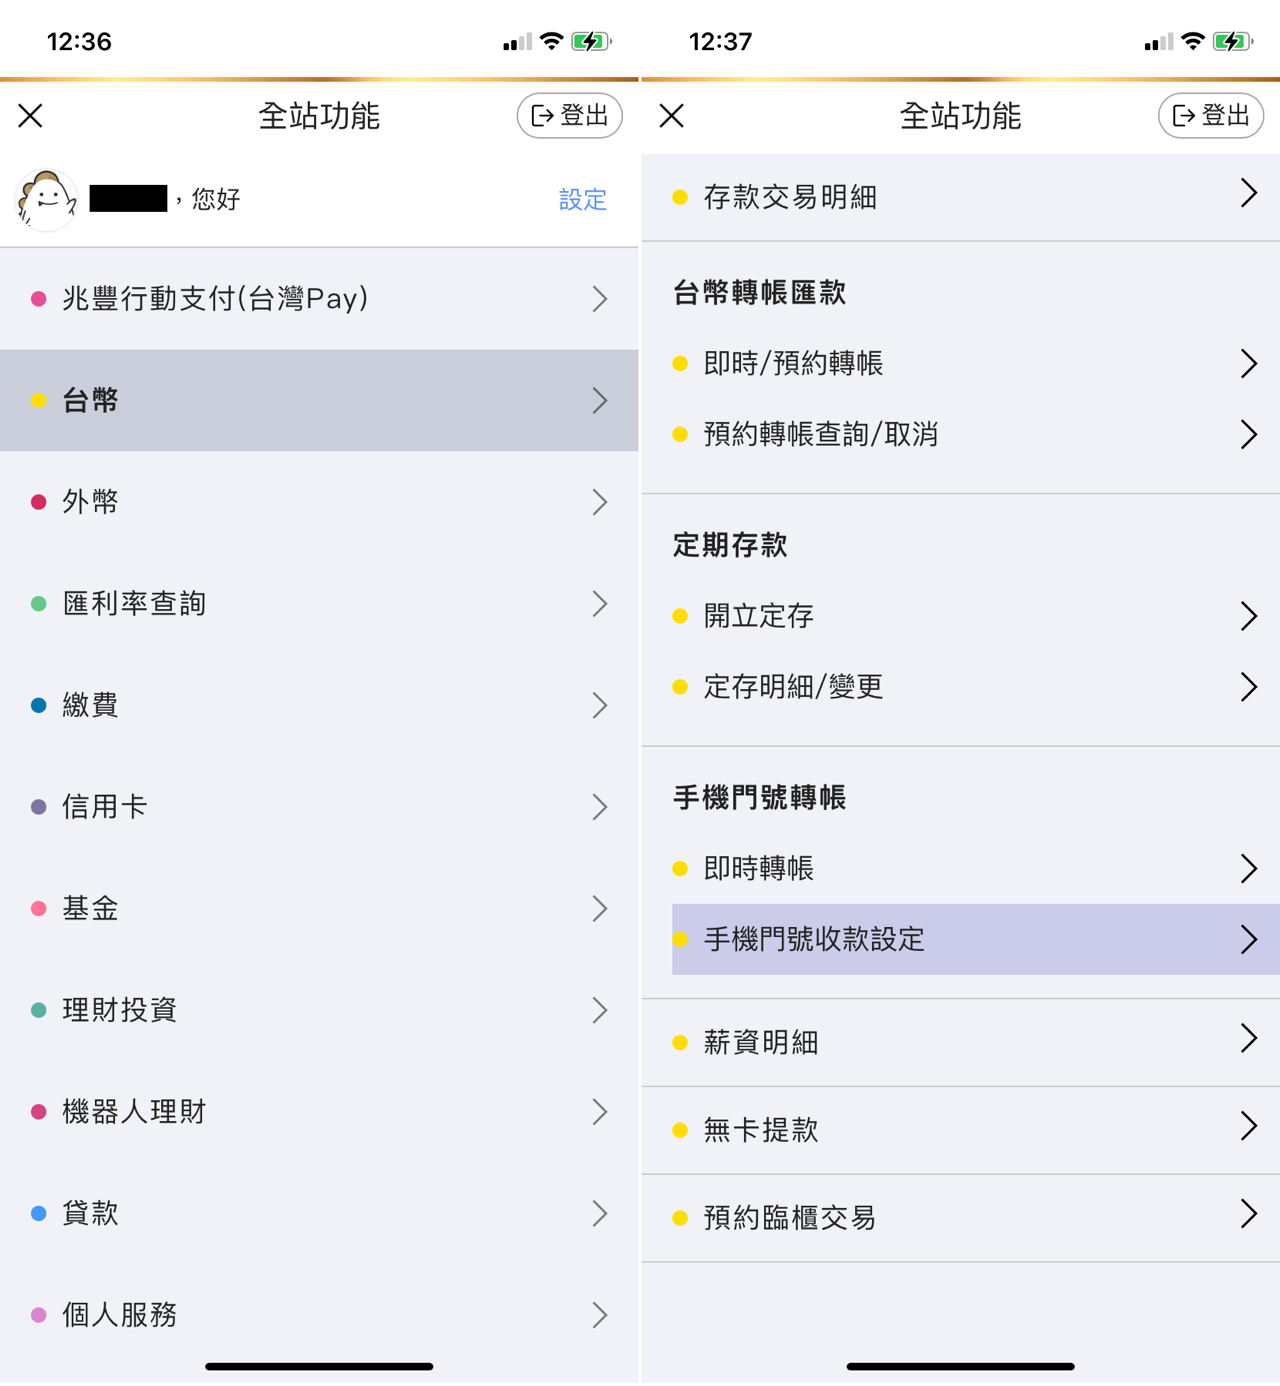 12:36
全站功能
登出
，您好
設定
兆豐行動支付(台灣Pay)
台幣
外幣
匯利率查詢
繳費
信用卡
基金
理財投資
機器人理財
貸款
個人服務
12:37
全站功能
登出
存款交易明細
台幣轉帳匯款
即時/預約轉帳
預約轉帳查詢/取消
定期存款
開立定存
定存明細/變更
手機門號轉帳
即時轉帳
手機門號收款設定
薪資明細
無卡提款
預約臨櫃交易